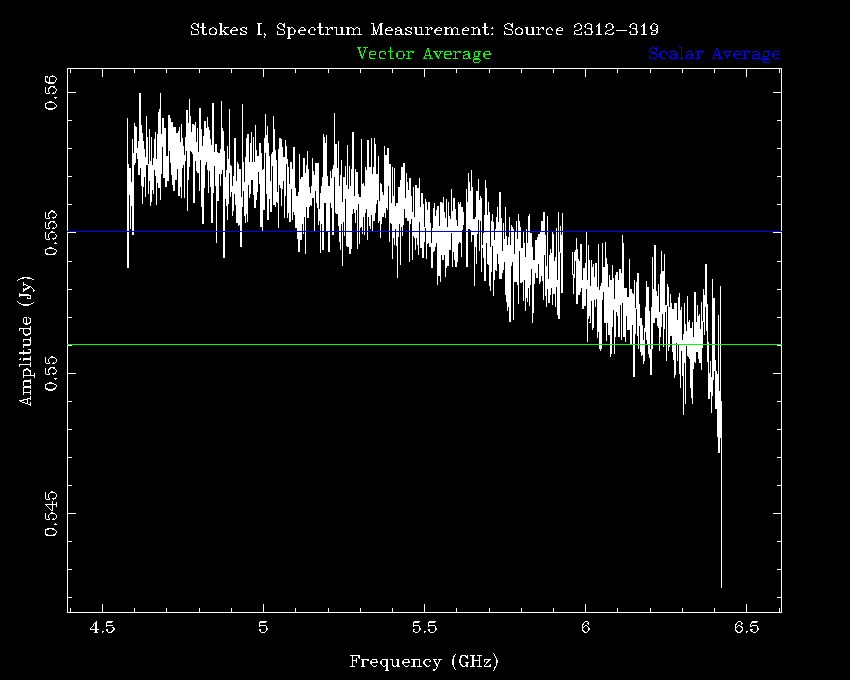 Stokes I, Spectrum Measurement: Source 2312-319
Vector Average
Scalar Average
0.56
0.555
0.55
0.545
Amplitude (Jy)
4.5 5 5.5 6 6.5
Frequency (GHz)